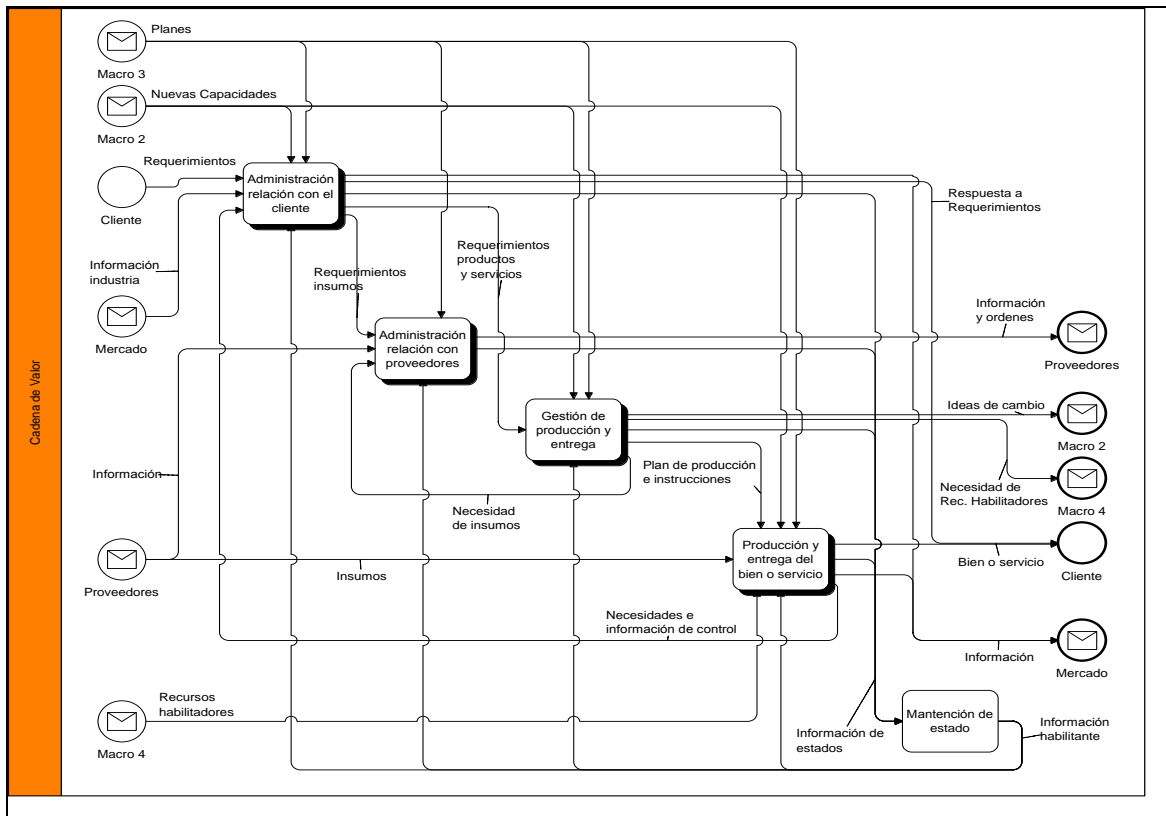 Cadena de Valor
Planes
Macro 3
Nuevas Capacidades
Macro 2
Requerimientos
Cliente
Administración
relación con el
cliente
Información
industria
Mercado
Respuesta a
Requerimientos
Requerimientos
productos
y servicios
Requerimientos
insumos
Administración
relación con
proveedores
Información
y ordenes
Proveedores
Gestión de
producción y
entrega
Ideas de cambio
Macro 2
Información
Plan de producción
e instrucciones
Necesidad de
Rec. Habilitadores
Macro 4
Necesidad
de insumos
Proveedores
Insumos
Producción y
entrega del
bien o servicio
Bien o servicio
Cliente
Necesidades e
información de control
Información
Mercado
Recursos
habilitadores
Macro 4
Información de
estados
Mantención de
estado
Información
habilitante